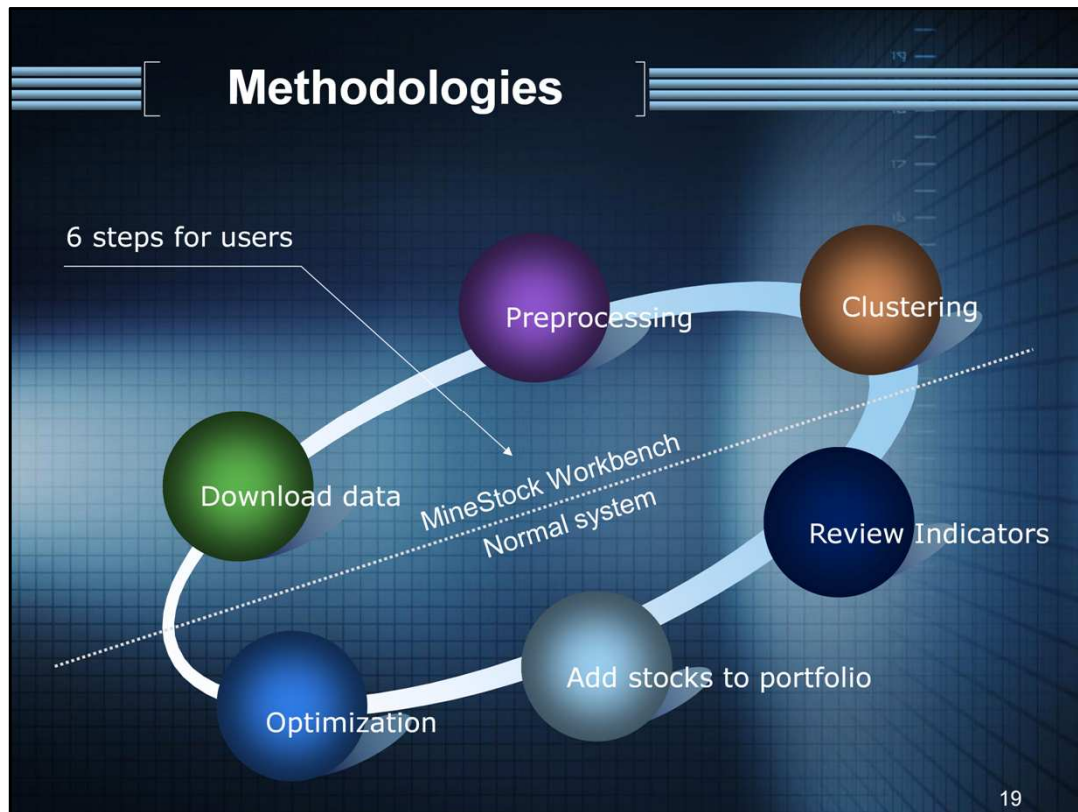 Methodologies
6 steps for users
Preprocessing
Clustering
Download data
MineStock Workbench
Normal system
Review Indicators
Add stocks to portfolio
Optimization
19